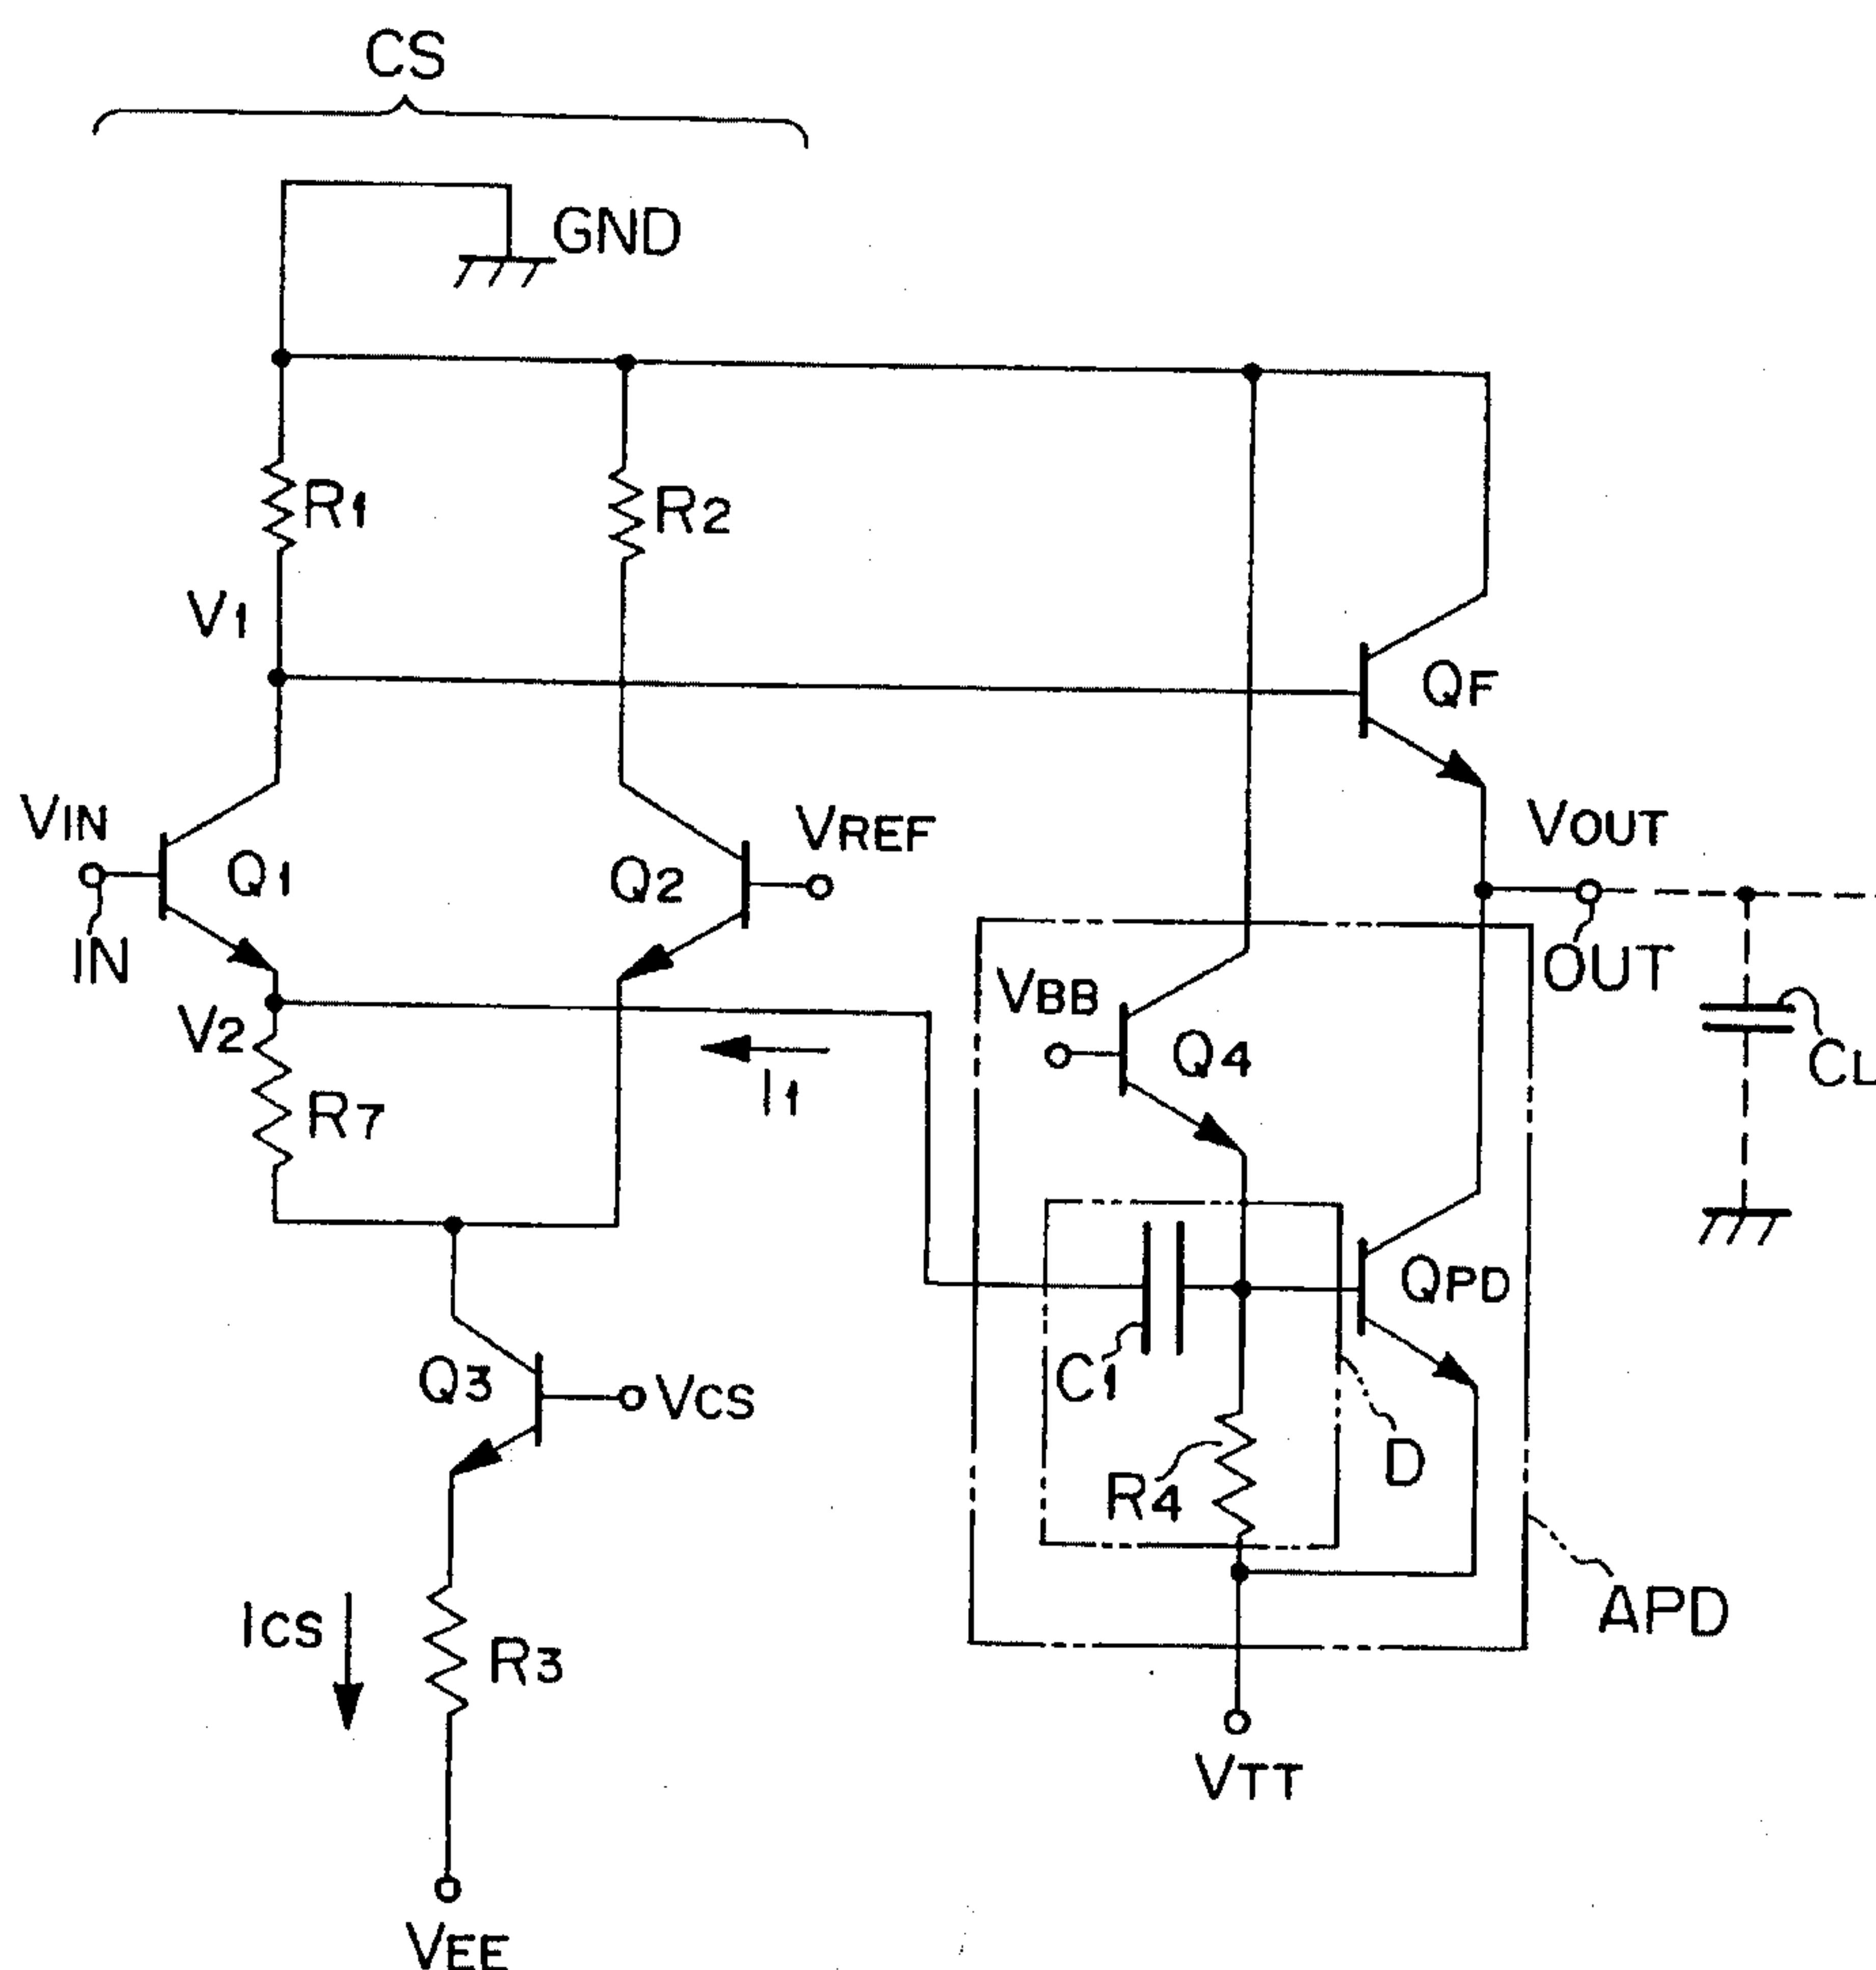 CS
GND
R1
R2
V1
QF
VIN
Q1
Q2
VREF
VOUT
IN
OUT
V2
VBB
Q4
CL
I1
R7
QPD
Q3
VCS
C1
D
R4
APD
ICS
R3
VTT
VEE